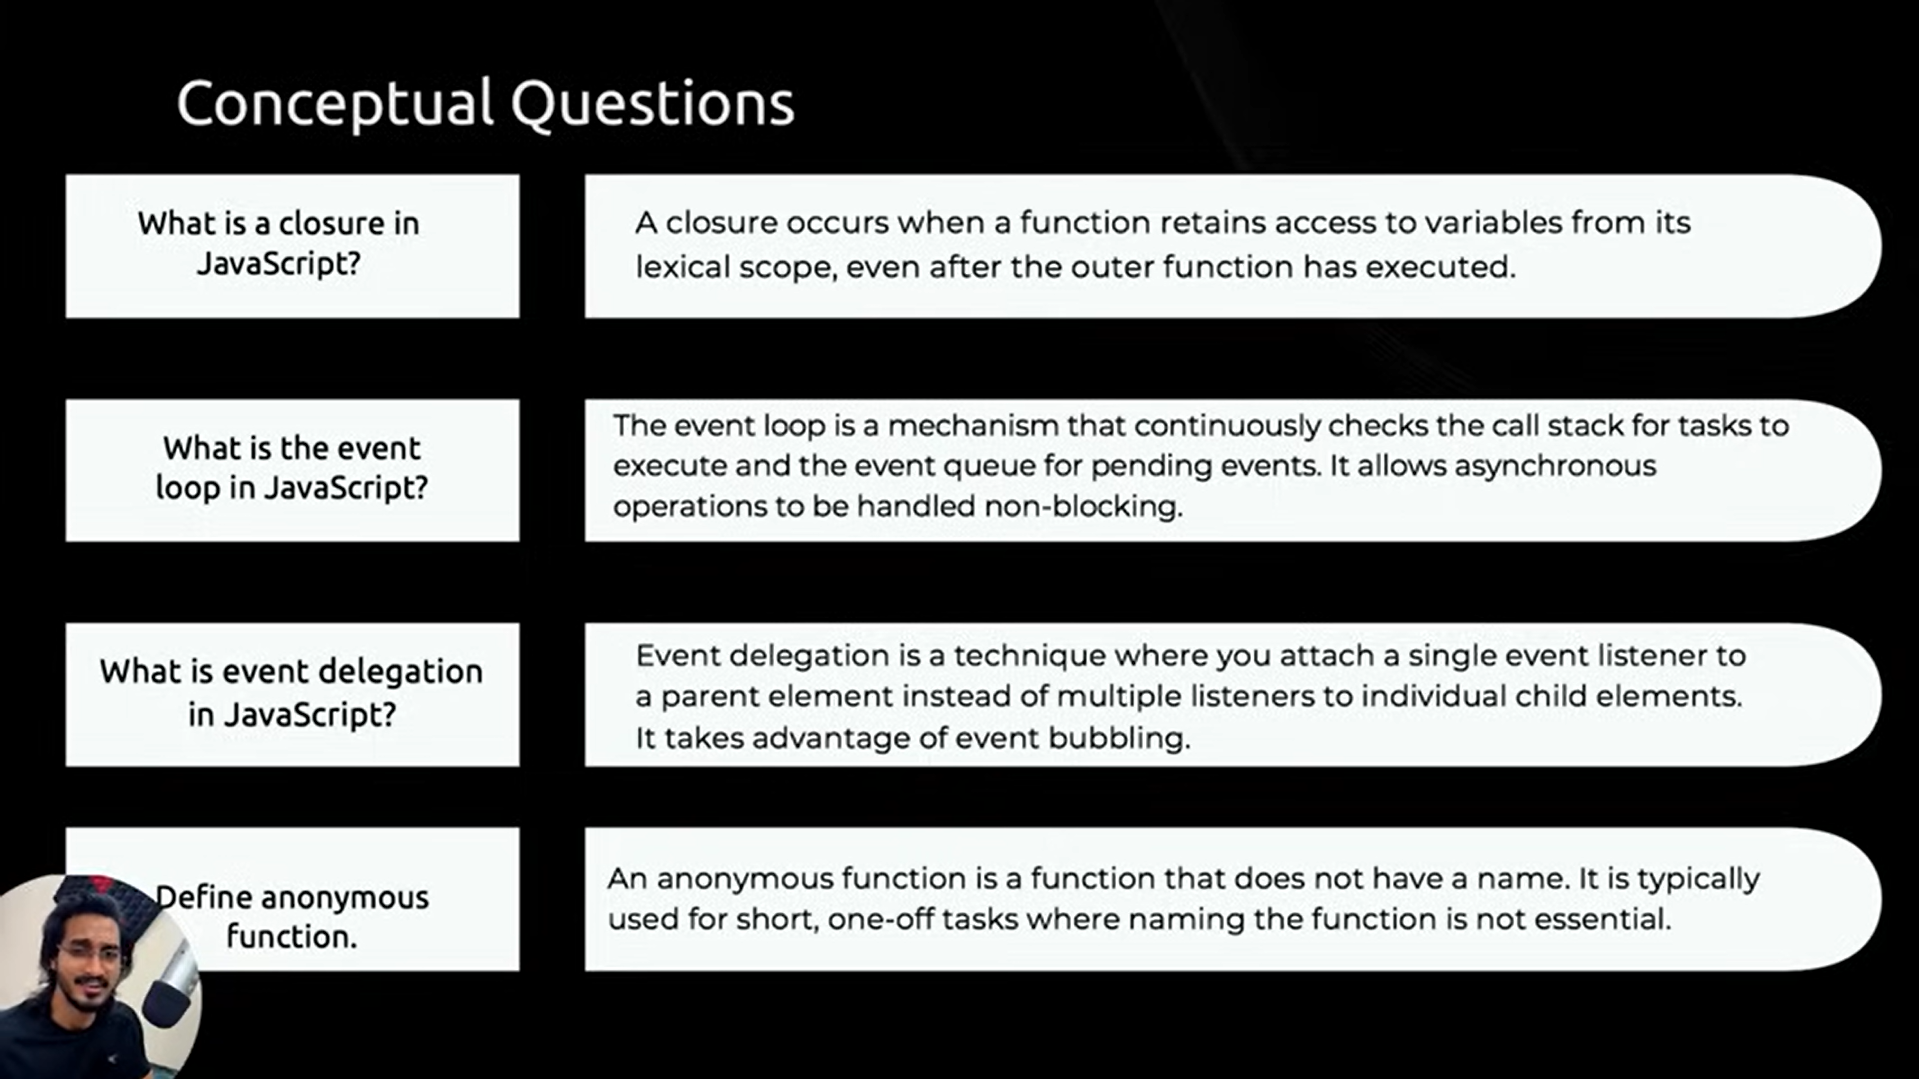 Conceptual Questions
What is a closure in
JavaScript?
A closure occurs when a function retains access to variables from its
lexical scope, even after the outer function has executed.
What is the event
loop in JavaScript?
The event loop is a mechanism that continuously checks the call stack for tasks to
execute and the event queue for pending events. It allows asynchronous
operations to be handled non-blocking.
What is event delegation
in JavaScript?
Event delegation is a technique where you attach a single event listener to
a parent element instead of multiple listeners to individual child elements.
It takes advantage of event bubbling.
Define anonymous
function.
An anonymous function is a function that does not have a name. It is typically
used for short, one-off tasks where naming the function is not essential.